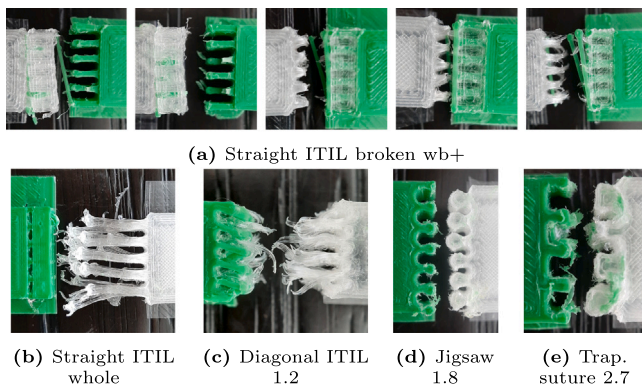 (a) Straight ITIL broken wb+
(b) Straight ITIL
whole
(c) Diagonal ITIL
1.2
(d) Jigsaw
1.8
(e) Trap.
suture 2.7